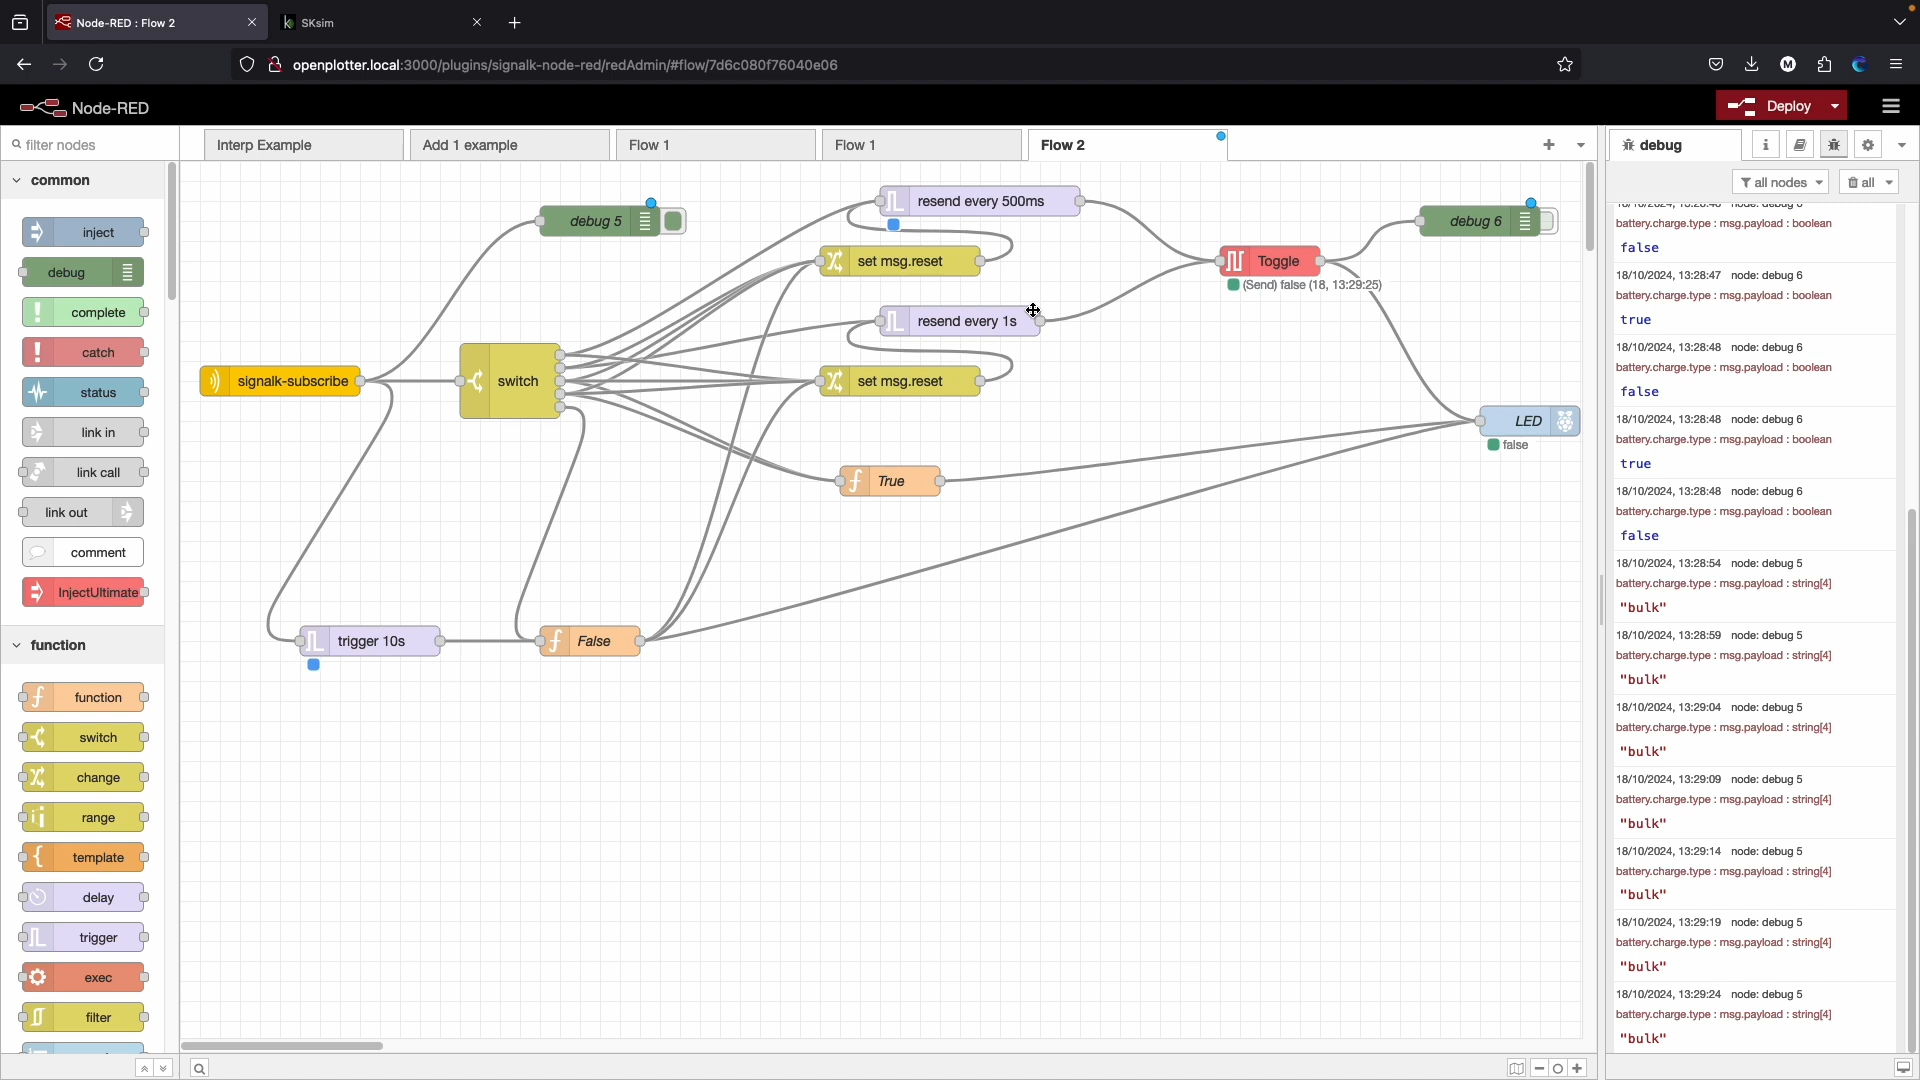 Node-RED : Flow 2
SKsim
openplotter.local:3000/plugins/signalk-node-red/redAdmin/#flow/7d6c080f76040e06
M
Node-RED
Deploy
filter nodes
Interp Example
Add 1 example
Flow 1
Flow 1
Flow 2
debug
i
all nodes
all
common
inject
debug
complete
catch
status
link in
link call
link out
comment
InjectUltimate
function
function
switch
change
range
template
delay
trigger
exec
filter
debug 5
resend every 500ms
set msg.reset
resend every 1s
set msg.reset
signalk-subscribe
switch
True
trigger 10s
False
Toggle
(Send) false (18, 13:29:25)
debug 6
LED
false
battery.charge.type : msg.payload : boolean
false
18/10/2024, 13:28:47 node: debug 6
battery.charge.type : msg.payload : boolean
true
18/10/2024, 13:28:48 node: debug 6
battery.charge.type : msg.payload : boolean
false
18/10/2024, 13:28:48 node: debug 6
battery.charge.type : msg.payload : boolean
true
18/10/2024, 13:28:48 node: debug 6
battery.charge.type : msg.payload : boolean
false
18/10/2024, 13:28:54 node: debug 5
battery.charge.type : msg.payload : string[4]
"bulk"
18/10/2024, 13:28:59 node: debug 5
battery.charge.type : msg.payload : string[4]
"bulk"
18/10/2024, 13:29:04 node: debug 5
battery.charge.type : msg.payload : string[4]
"bulk"
18/10/2024, 13:29:09 node: debug 5
battery.charge.type : msg.payload : string[4]
"bulk"
18/10/2024, 13:29:14 node: debug 5
battery.charge.type : msg.payload : string[4]
"bulk"
18/10/2024, 13:29:19 node: debug 5
battery.charge.type : msg.payload : string[4]
"bulk"
18/10/2024, 13:29:24 node: debug 5
battery.charge.type : msg.payload : string[4]
"bulk"